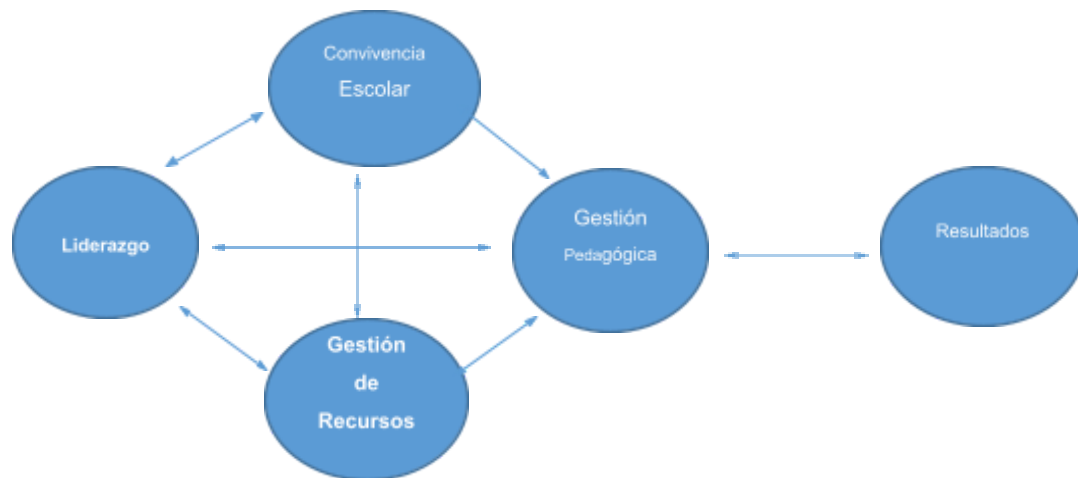 Convivencia
Escolar
Liderazgo
Gestión
Pedagógica
Resultados
Gestión
de
Recursos